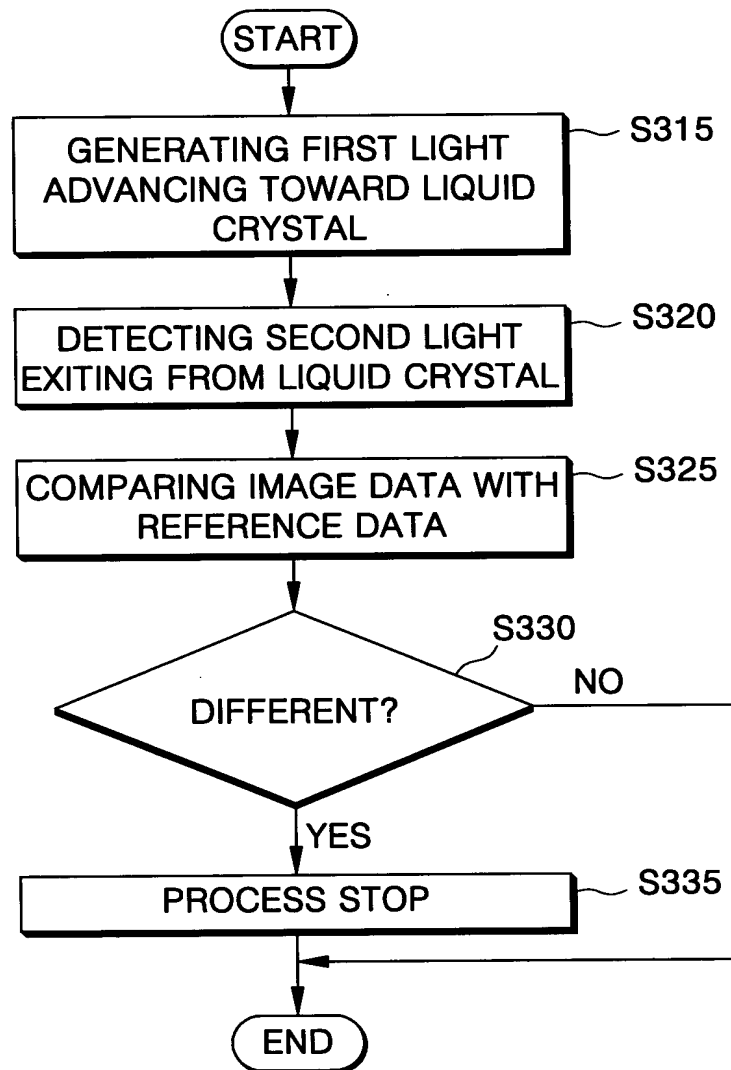 START
GENERATING FIRST LIGHT
ADVANCING TOWARD LIQUID
CRYSTAL
S315
DETECTING SECOND LIGHT
EXITING FROM LIQUID CRYSTAL
S320
COMPARING IMAGE DATA WITH
REFERENCE DATA
S325
DIFFERENT?
S330
NO
YES
PROCESS STOP
S335
END